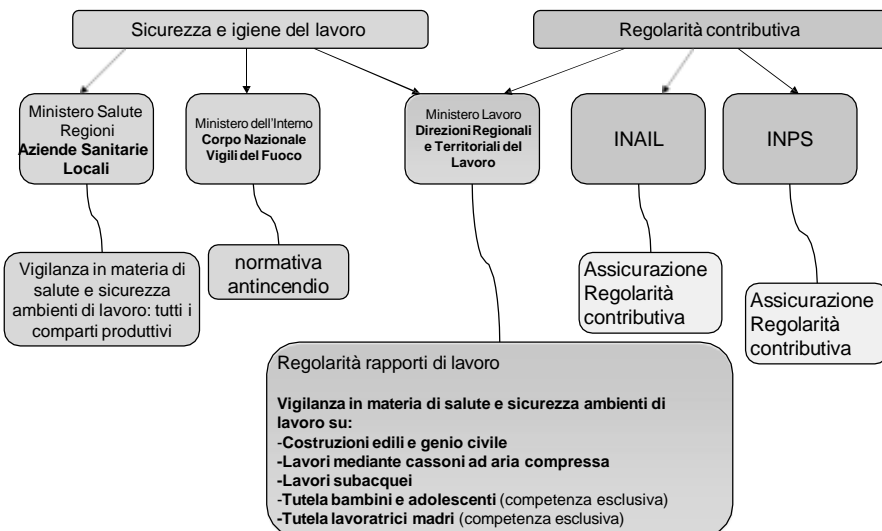 Sicurezza e igiene del lavoro
Regolarità contributiva
Ministero Salute
Regioni
Aziende Sanitarie
Locali
Ministero dell'Interno
Corpo Nazionale
Vigili del Fuoco
Ministero Lavoro
Direzioni Regionali
e Territoriali del
Lavoro
INAIL
INPS
Vigilanza in materia di
salute e sicurezza
ambienti di lavoro: tutti i
comparti produttivi
normativa
antincendio
Assicurazione
Regolarità
contributiva
Assicurazione
Regolarità
contributiva
Regolarità rapporti di lavoro
Vigilanza in materia di salute e sicurezza ambienti di
lavoro su:
-Costruzioni edili e genio civile
-Lavori mediante cassoni ad aria compressa
-Lavori subacquei
-Tutela bambini e adolescenti (competenza esclusiva)
-Tutela lavoratrici madri (competenza esclusiva)